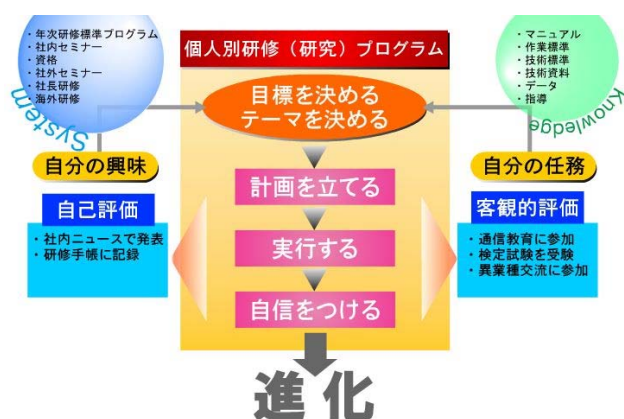 ・年次研修標準プログラム
・社内セミナー
・資格
・社外セミナー
・社長研修
・海外研修
System
個人別研修（研究）プログラム
・マニュアル
・作業標準
・技術標準
・技術資料
・データ
・指導
Knowledge
目標を決める
テーマを決める
自分の興味
自分の任務
計画を立てる
自己評価
・社内ニュースで発表
・研修手帳に記録
客観的評価
・通信教育に参加
・検定試験を受験
・異業種交流に参加
実行する
自信をつける
進化